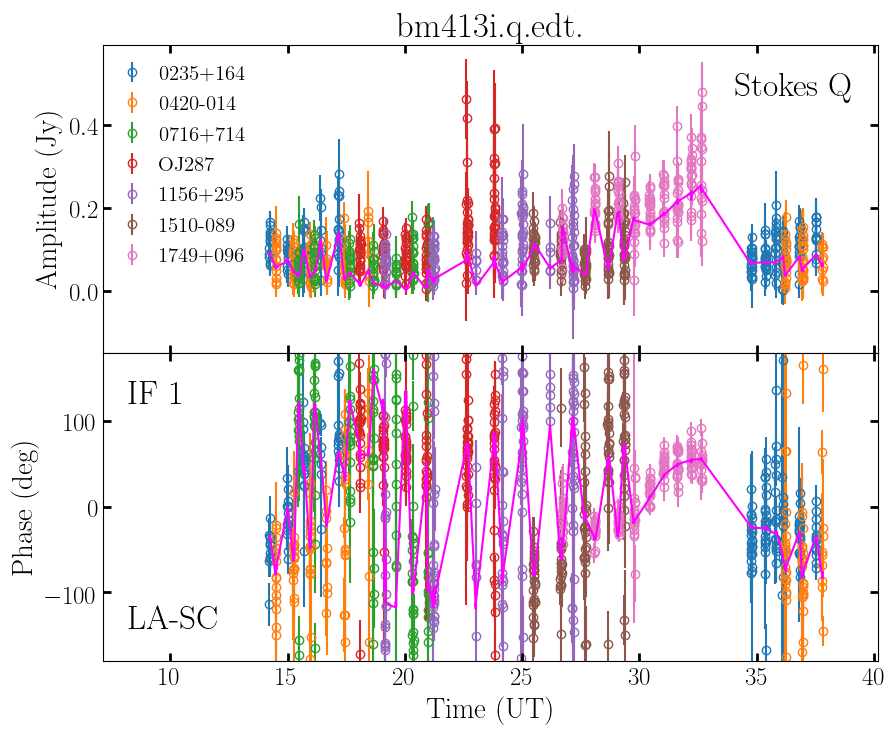 bm413i.q.edt.
Stokes Q
0235+164
0420-014
0716+714
OJ287
1156+295
1510-089
1749+096
Amplitude (Jy)
0.4
0.2
0.0
IF 1
LA-SC
Phase (deg)
100
0
−100
10 15 20 25 30 35 40
Time (UT)